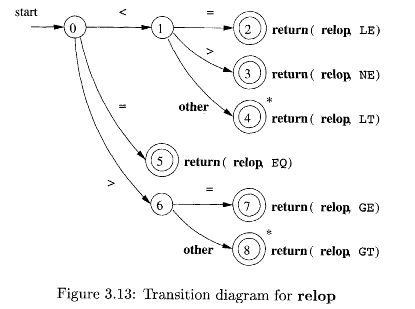 start
0 < 1 = 2 return ( relop, LE)
> 3 return ( relop, NE)
other 4 * return ( relop, LT)
= 5 return ( relop, EQ)
> 6 = 7 return ( relop, GE)
other 8 * return ( relop, GT)
Figure 3.13: Transition diagram for relop